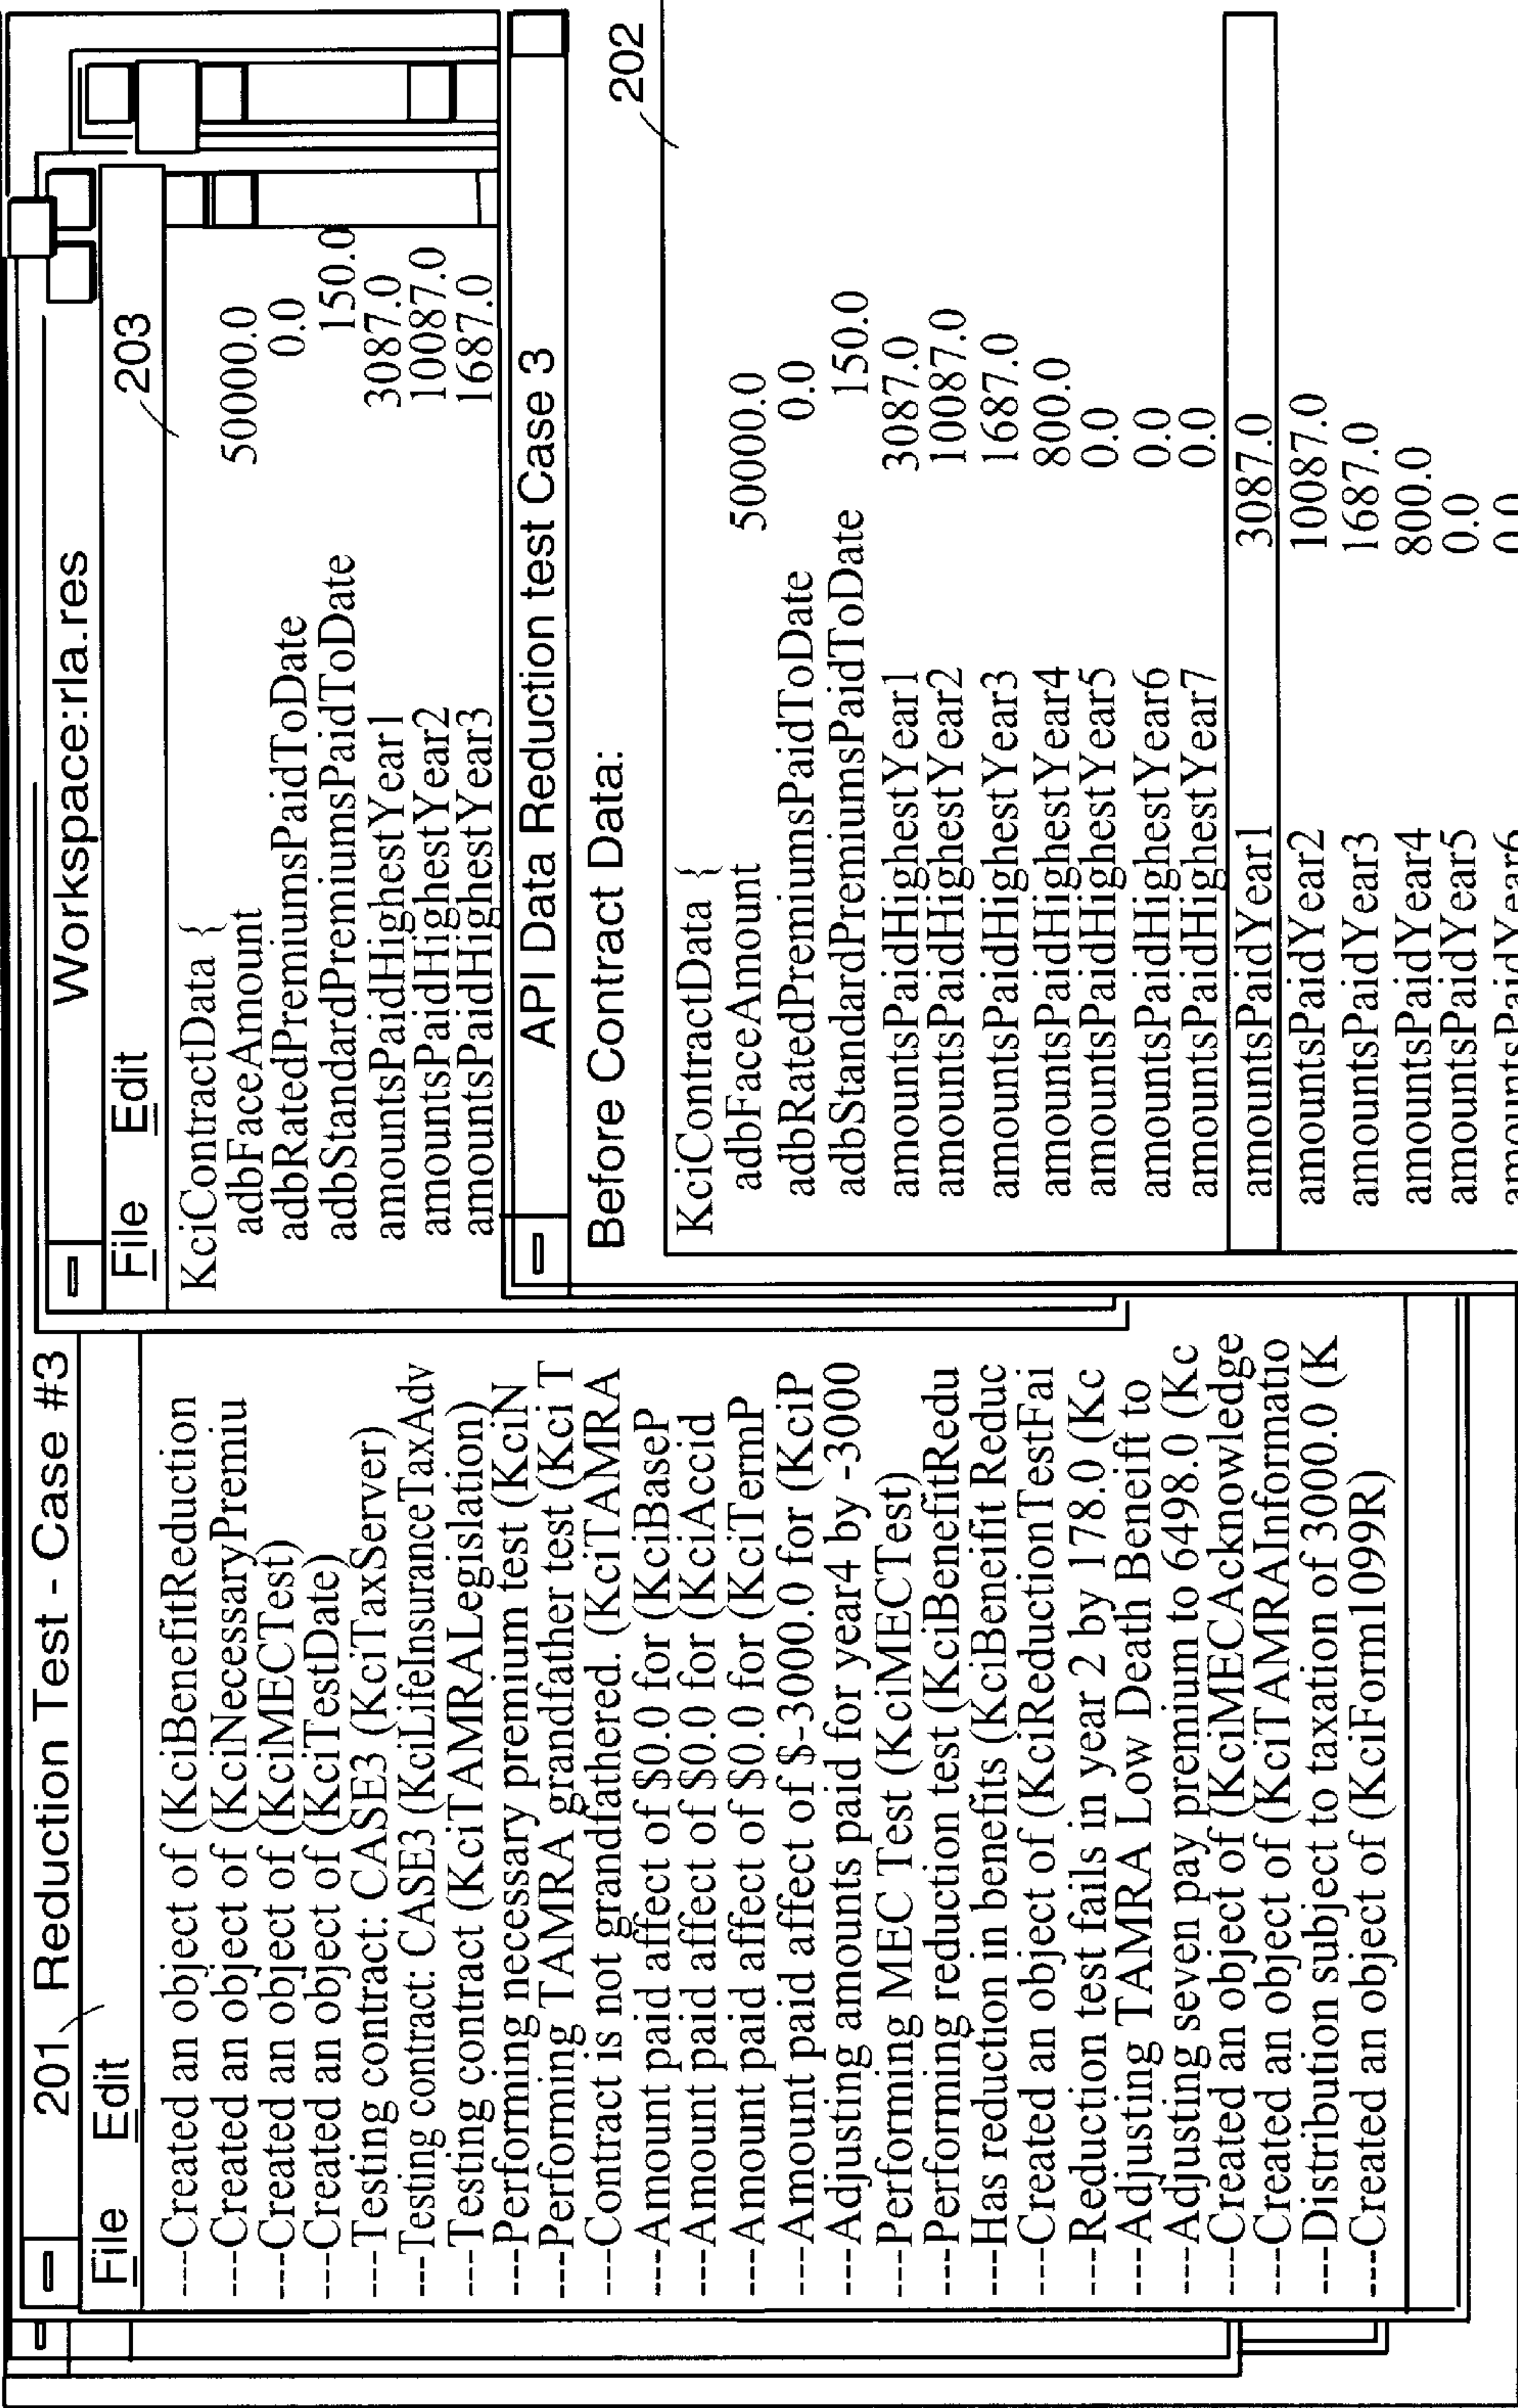 201 Reduction Test - Case #3
File Edit
---Created an object of (KciBenefitReduction
---Created an object of (KciNecessaryPremiu
---Created an object of (KciMECTest)
---Created an object of (KciTestDate)
---Testing contract: CASE3 (KciTaxServer)
---Testing contract: CASE3 (KciLifeInsuranceTaxAdv
---Testing contract (KciTAMRALegislation)
---Performing necessary premium test (KciN
---Performing TAMRA grandfather test (Kci T
---Contract is not grandfathered. (KciTAMRA
---Amount paid affect of $0.0 for (KciBaseP
---Amount paid affect of $0.0 for (KciAccid
---Amount paid affect of $0.0 for (KciTermP
---Amount paid affect of $-3000.0 for (KciP
---Adjusting amounts paid for year4 by -3000
---Performing MEC Test (KciMECTest)
---Performing reduction test (KciBenefitRedu
---Has reduction in benefits (KciBenefit Reduc
---Created an object of (KciReductionTestFai
---Reduction test fails in year 2 by 178.0 (Kc
---Adjusting TAMRA Low Death Beneift to
---Adjusting seven pay premium to 6498.0 (Kc
---Created an object of (KciMECAcknowledge
---Created an object of (KciTAMRAInformatio
---Distribution subject to taxation of 3000.0 (K
---Created an object of (KciForm1099R)
Workspace:rla.res
File Edit
203
KciContractData {
adbFaceAmount 50000.0
adbRatedPremiumsPaidToDate 0.0
adbStandardPremiumsPaidToDate 150.0
amountsPaidHighestYear1 3087.0
amountsPaidHighestYear2 10087.0
amountsPaidHighestYear3 1687.0
API Data Reduction test Case 3
Before Contract Data:
202
KciContractData {
adbFaceAmount 50000.0
adbRatedPremiumsPaidToDate 0.0
adbStandardPremiumsPaidToDate 150.0
amountsPaidHighestYear1 3087.0
amountsPaidHighestYear2 10087.0
amountsPaidHighestYear3 1687.0
amountsPaidHighestYear4 800.0
amountsPaidHighestYear5 0.0
amountsPaidHighestYear6 0.0
amountsPaidHighestYear7 0.0
amountsPaidYear1 3087.0
amountsPaidYear2 10087.0
amountsPaidYear3 1687.0
amountsPaidYear4 800.0
amountsPaidYear5 0.0
amountsPaidYear6 0.0